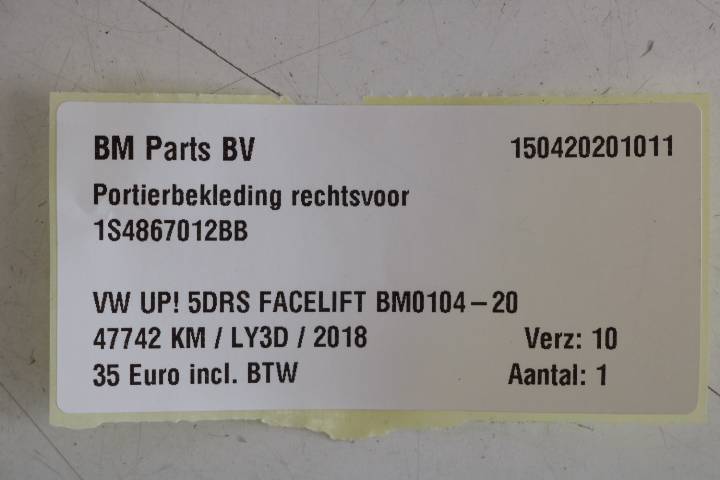 BM Parts BV 150420201011
Portierbekleding rechtsvoor
1S4867012BB
VW UP! 5DRS FACELIFT BM0104-20
47742 KM / LY3D / 2018 Verz: 10
35 Euro incl. BTW Aantal: 1